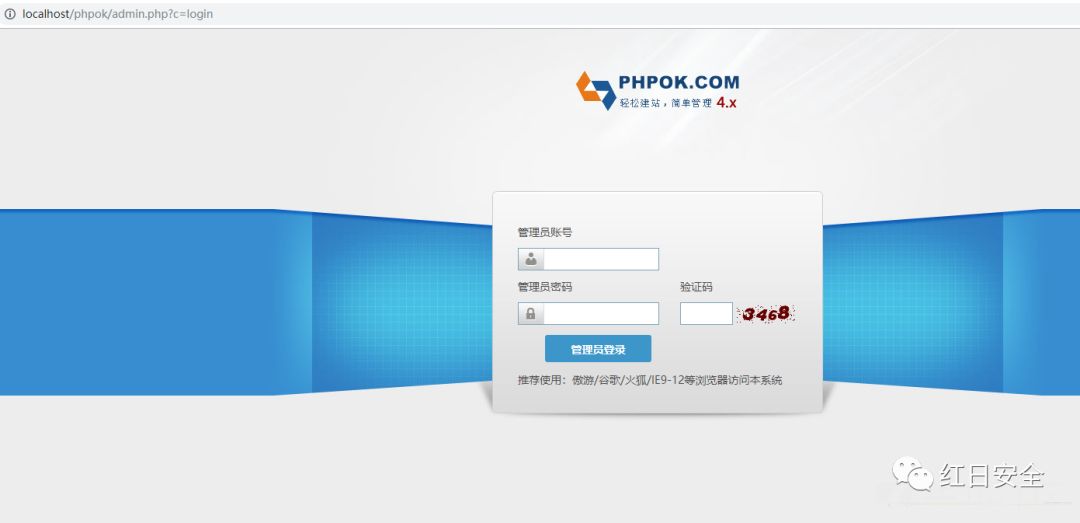 localhost/phpok/admin.php?c=login
PHPOK.COM
轻松建站，简单管理 4.x
管理员账号
管理员密码 验证码
3468
管理员登录
推荐使用：傲游/谷歌/火狐/IE9-12等浏览器访问本系统
红日安全